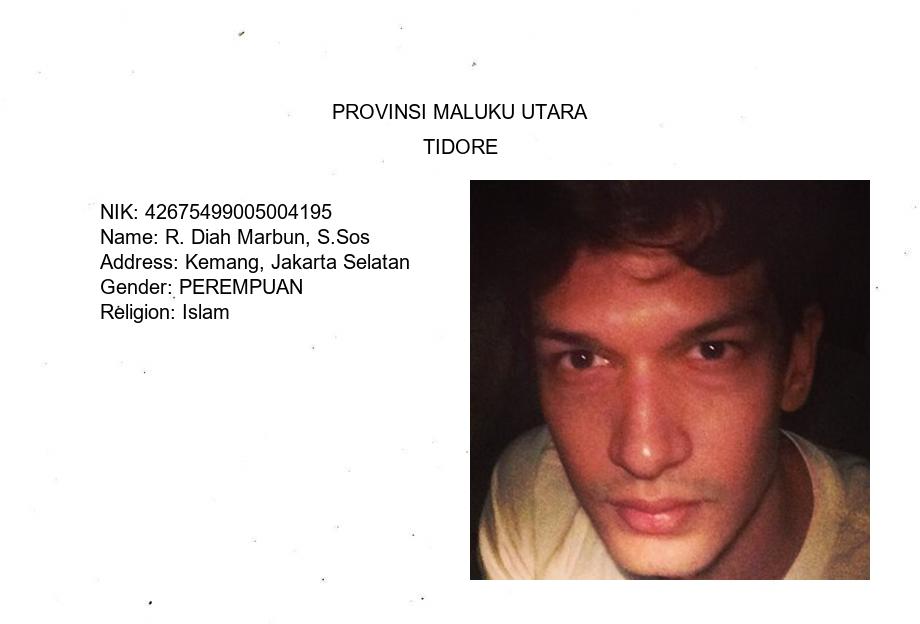 PROVINSI MALUKU UTARA
TIDORE
NIK: 42675499005004195
Name: R. Diah Marbun, S.Sos
Address: Kemang, Jakarta Selatan
Gender: PEREMPUAN
Religion: Islam